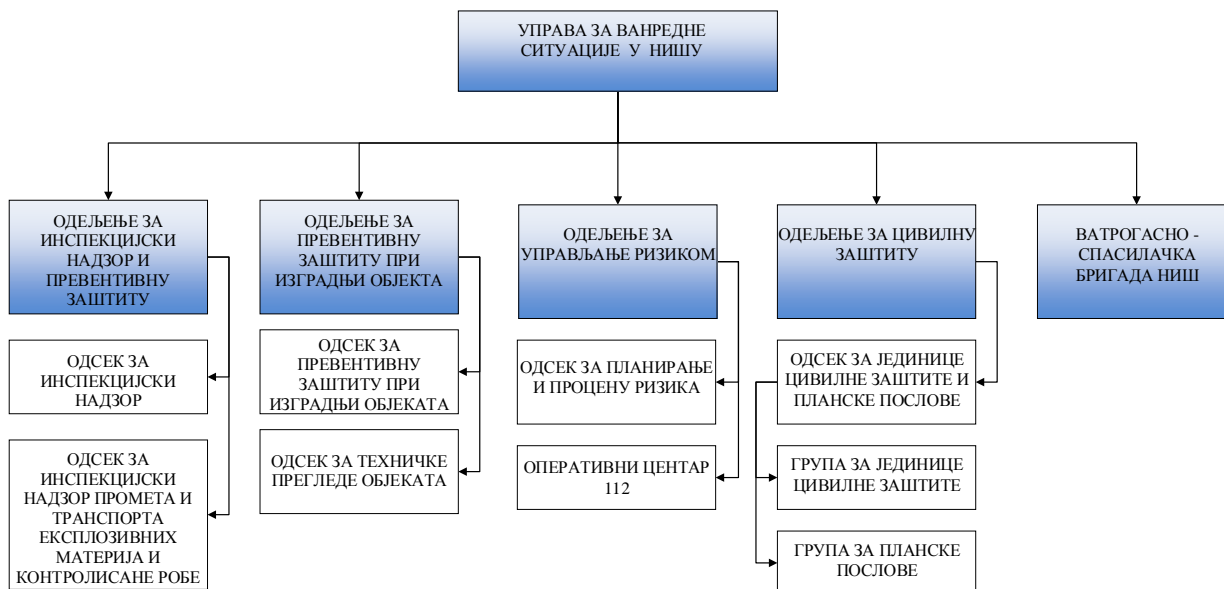 УПРАВА ЗА ВАНРЕДНЕ
СИТУАЦИЈЕ У НИШУ
ОДЕЉЕЊЕ ЗА
ИНСПЕКЦИЈСКИ
НАДЗОР И
ПРЕВЕНТИВНУ
ЗАШТИТУ
ОДЕЉЕЊЕ ЗА
ПРЕВЕНТИВНУ
ЗАШТИТУ ПРИ
ИЗГРАДЊИ ОБЈЕКТА
ОДЕЉЕЊЕ ЗА
УПРАВЉАЊЕ РИЗИКОМ
ОДЕЉЕЊЕ ЗА ЦИВИЛНУ
ЗАШТИТУ
ВАТРОГАСНО -
СПАСИЛАЧКА
БРИГАДА НИШ
ОДСЕК ЗА
ИНСПЕКЦИЈСКИ
НАДЗОР
ОДСЕК ЗА
ПРЕВЕНТИВНУ
ЗАШТИТУ ПРИ
ИЗГРАДЊИ ОБЈЕКАТА
ОДСЕК ЗА ПЛАНИРАЊЕ
И ПРОЦЕНУ РИЗИКА
ОДСЕК ЗА ЈЕДИНИЦЕ
ЦИВИЛНЕ ЗАШТИТЕ И
ПЛАНСКЕ ПОСЛОВЕ
ОДСЕК ЗА
ИНСПЕКЦИЈСКИ
НАДЗОР ПРОМЕТА И
ТРАНСПОРТА
ЕКСПЛОЗИВНИХ
МАТЕРИЈА И
КОНТРОЛИСАНЕ РОБЕ
ОДСЕК ЗА ТЕХНИЧКЕ
ПРЕГЛЕДЕ ОБЈЕКАТА
ОПЕРАТИВНИ ЦЕНТАР
112
ГРУПА ЗА ЈЕДИНИЦЕ
ЦИВИЛНЕ ЗАШТИТЕ
ГРУПА ЗА ПЛАНСКЕ
ПОСЛОВЕ